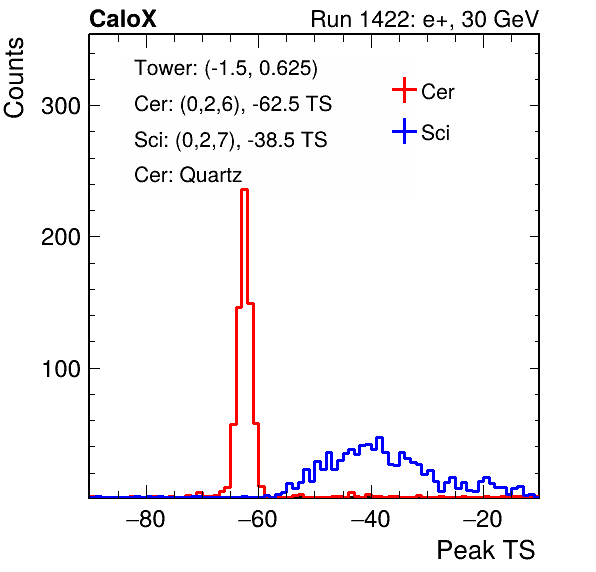 CaloX Run 1422: e+, 30 GeV
Counts
Tower: (-1.5, 0.625)
Cer: (0,2,6), -62.5 TS
Sci: (0,2,7), -38.5 TS
Cer: Quartz
Cer
Sci
300
200
100
−80 −60 −40 −20
Peak TS